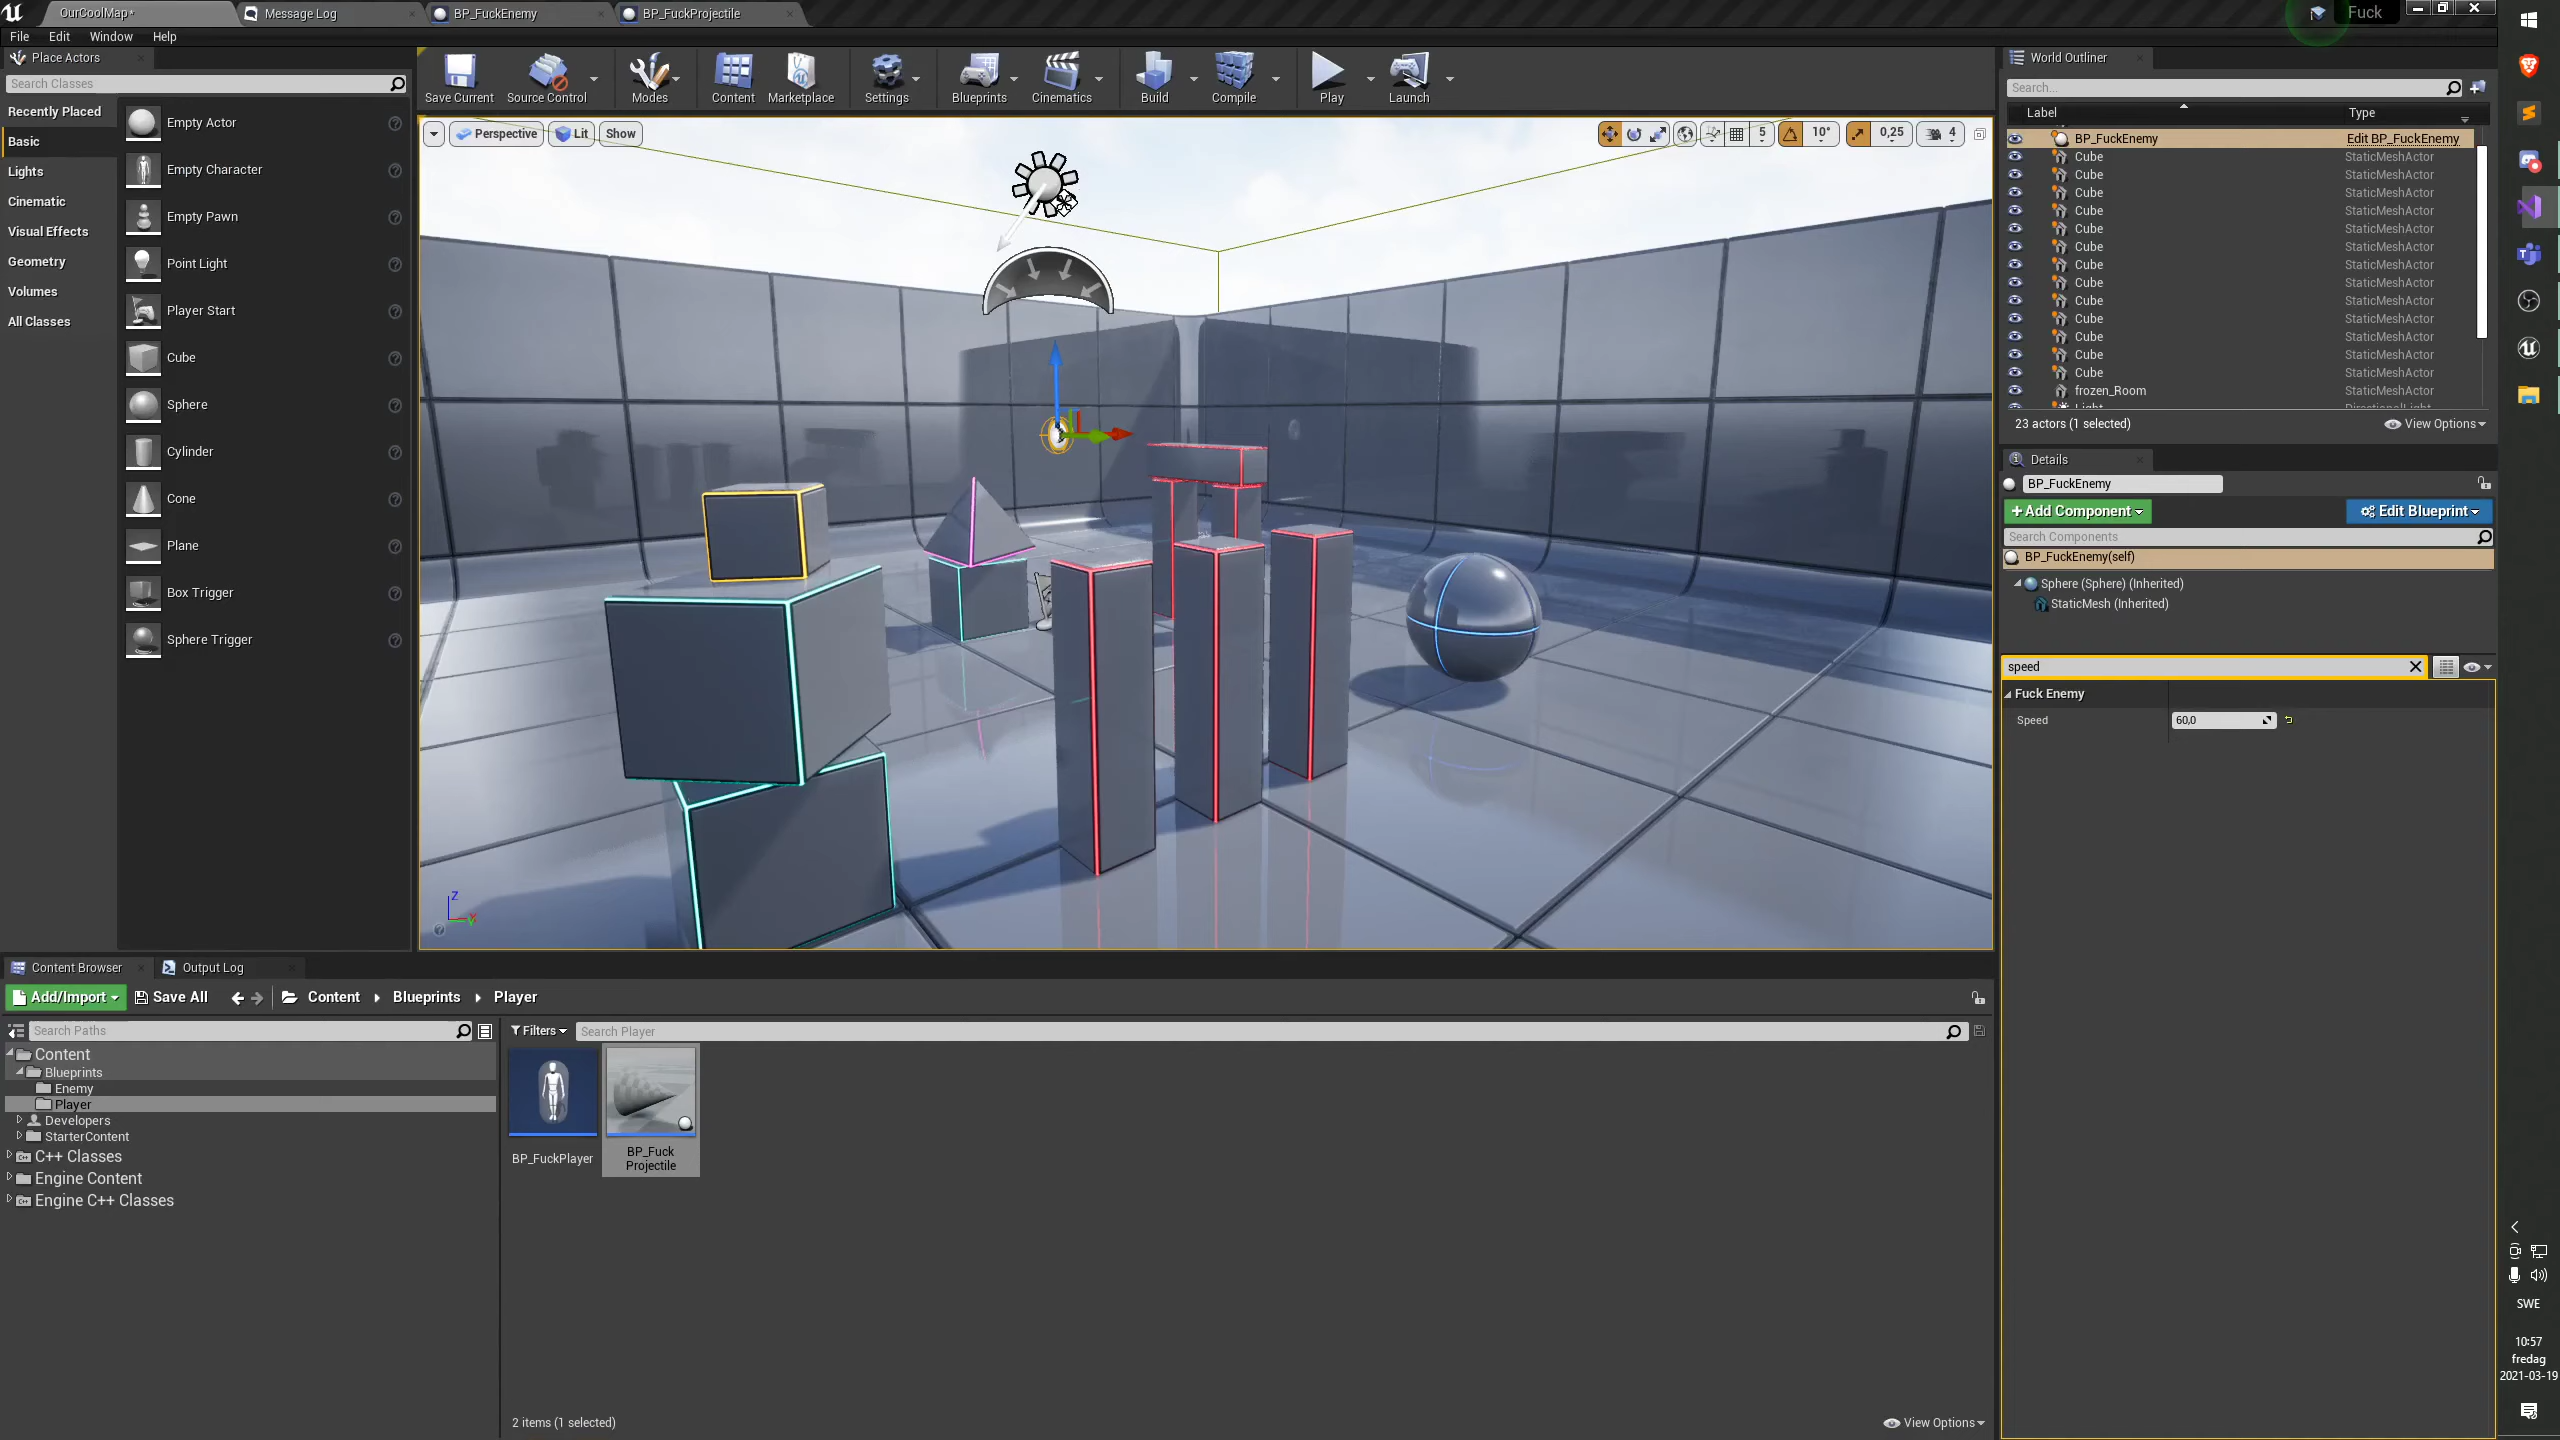 OurCoolMap*
Message Log
BP_FuckEnemy
BP_FuckProjectile
Fuck
File
Edit
Window
Help
Place Actors
Search Classes
Recently Placed
Basic
Lights
Cinematic
Visual Effects
Geometry
Volumes
All Classes
Empty Actor
Empty Character
Empty Pawn
Point Light
Player Start
Cube
Sphere
Cylinder
Cone
Plane
Box Trigger
Sphere Trigger
Save Current
Source Control
Modes
Content
Marketplace
Settings
Blueprints
Cinematics
Build
Compile
Play
Launch
Perspective
Lit
Show
5
10°
0,25
4
Z
World Outliner
Search...
Label
Type
BP_FuckEnemy
Edit BP_FuckEnemy
Cube
StaticMeshActor
Cube
StaticMeshActor
Cube
StaticMeshActor
Cube
StaticMeshActor
Cube
StaticMeshActor
Cube
StaticMeshActor
Cube
StaticMeshActor
Cube
StaticMeshActor
Cube
StaticMeshActor
Cube
StaticMeshActor
Cube
StaticMeshActor
Cube
StaticMeshActor
Cube
StaticMeshActor
frozen_Room
StaticMeshActor
Light
DirectionalLight
23 actors (1 selected)
View Options
Details
BP_FuckEnemy
+Add Component
Edit Blueprint
Search Components
BP_FuckEnemy(self)
Sphere (Sphere) (Inherited)
StaticMesh (Inherited)
speed
Fuck Enemy
Speed
60,0
Content Browser
Output Log
Add/Import
Save All
Content
Blueprints
Player
Search Paths
Content
Blueprints
Enemy
Player
Developers
StarterContent
C++ Classes
Engine Content
Engine C++ Classes
Filters
Search Player
BP_FuckPlayer
BP_Fuck
Projectile
2 items (1 selected)
View Options
SWE
10:57
fredag
2021-03-19